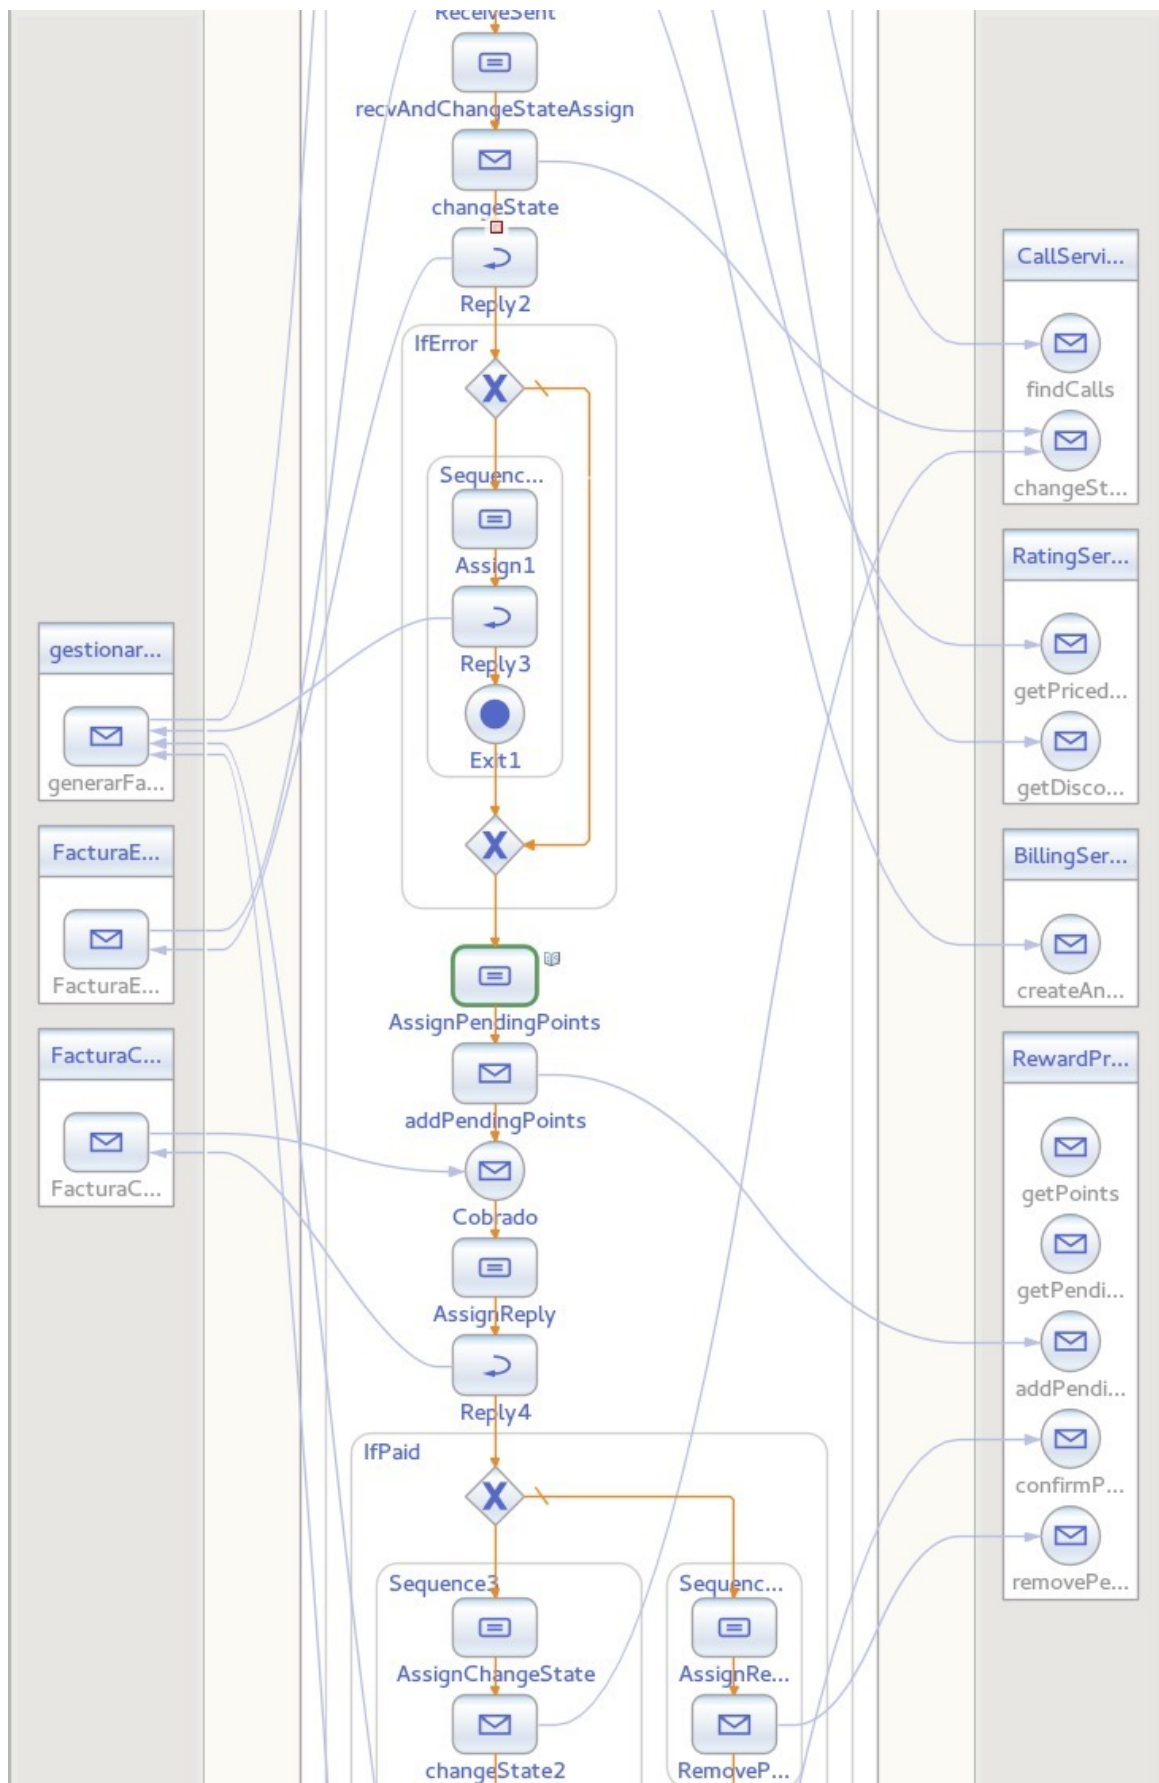 ReceiveSent
recvAndChangeStateAssign
changeState
Reply2
IfError
Sequenc...
Assign1
Reply3
Exit1
AssignPendingPoints
addPendingPoints
Cobrado
AssignReply
Reply4
IfPaid
Sequence3
AssignChangeState
changeState2
Sequenc...
AssignRe...
RemoveP...
gestionar...
generarFa...
FacturaE...
FacturaE...
FacturaC...
FacturaC...
CallServi...
findCalls
changeSt...
RatingSer...
getPriced...
getDisco...
BillingSer...
createAn...
RewardPr...
getPoints
getPendi...
addPendi...
confirmP...
removePe...